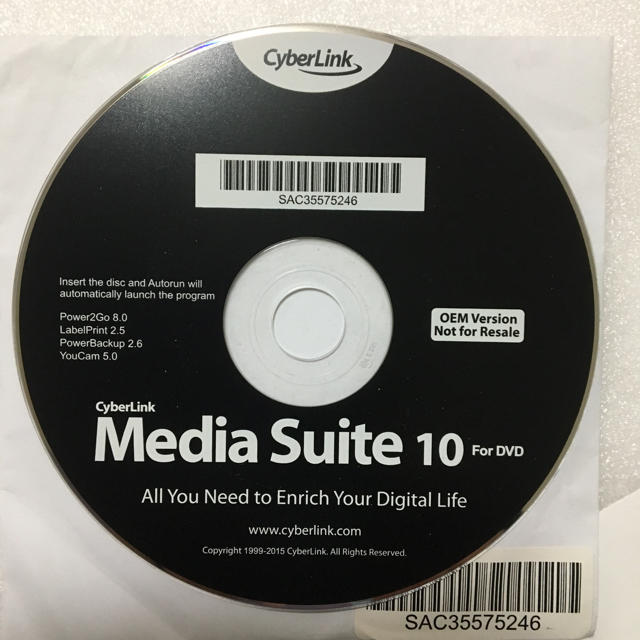 CyberLink
SAC35575246
Insert the disc and Autorun will
automatically launch the program
Power2Go 8.0
LabelPrint 2.5
PowerBackup 2.6
YouCam 5.0
OEM Version
Not for Resale
CyberLink
Media Suite 10 For DVD
All You Need to Enrich Your Digital Life
www.cyberlink.com
Copyright 1999-2015 CyberLink. All Rights Reserved.
SAC35575246